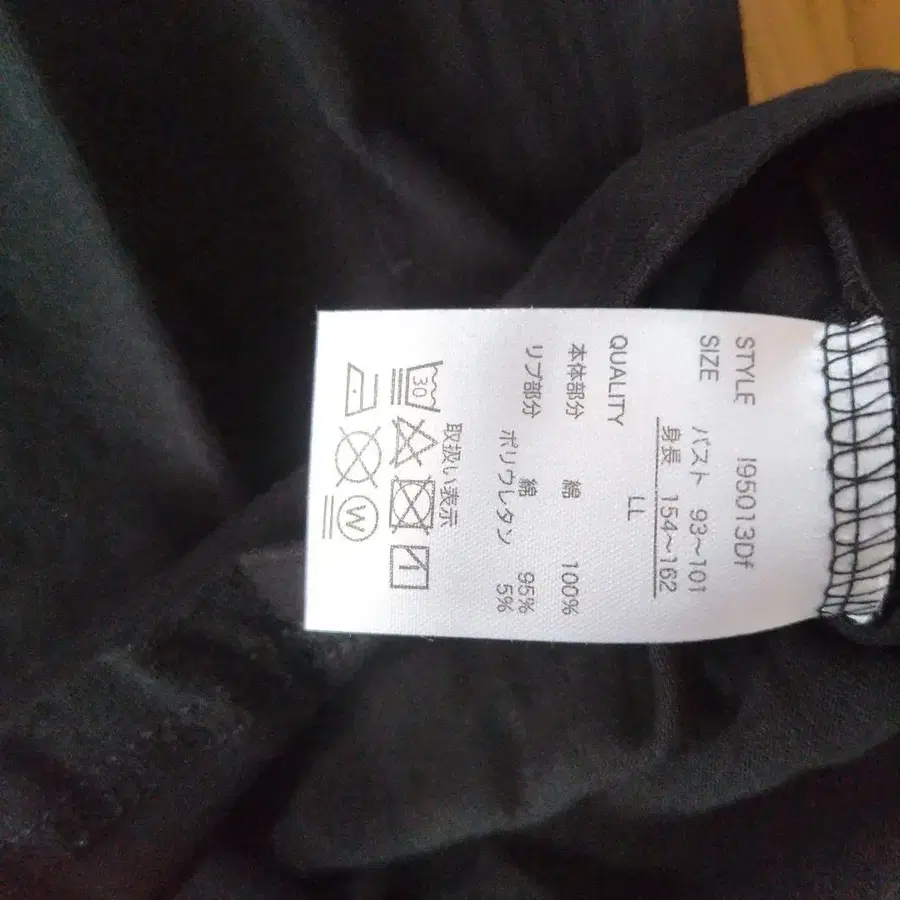 STYLE I95013Df
SIZE バスト 93～101
身長 154～162
LL
QUALITY
本体部分 綿 100%
リブ部分 綿 95%
ポリウレタン 5%
取扱い表示
30
W